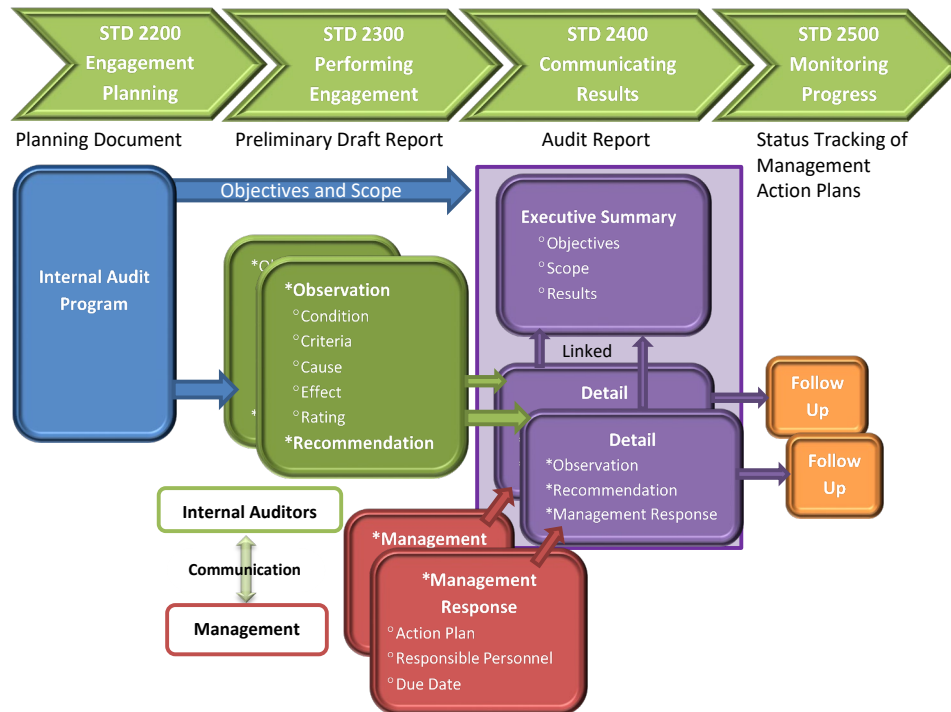 STD 2200
Engagement
Planning
STD 2300
Performing
Engagement
STD 2400
Communicating
Results
STD 2500
Monitoring
Progress
Planning Document
Preliminary Draft Report
Audit Report
Status Tracking of
Management
Action Plans
Objectives and Scope
Internal Audit
Program
*Observation
°Condition
°Criteria
°Cause
°Effect
°Rating
*Recommendation
Executive Summary
°Objectives
°Scope
°Results
Linked
Detail
Detail
*Observation
*Recommendation
*Management Response
Follow
Up
Follow
Up
Internal Auditors
Communication
Management
*Management
*Management
Response
°Action Plan
°Responsible Personnel
°Due Date